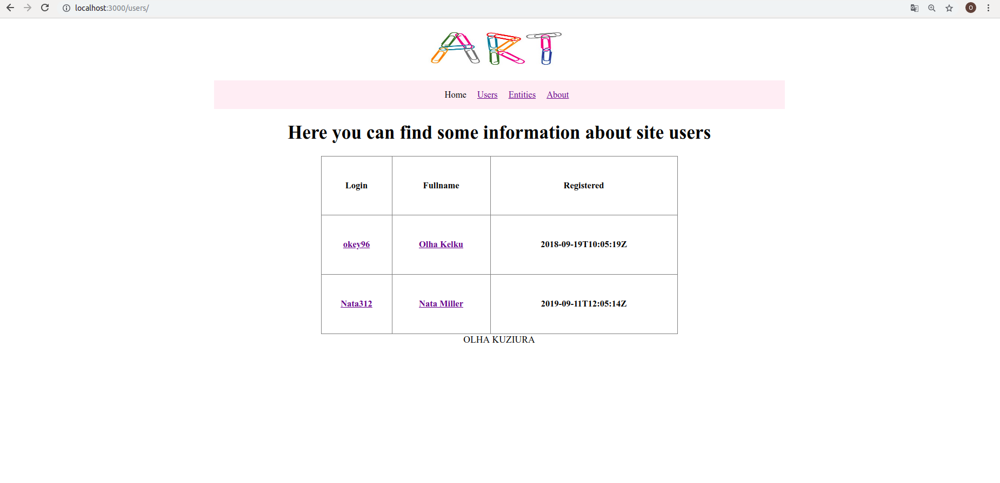 localhost:3000/users/
O
ART
Home Users Entities About
Here you can find some information about site users
Login Fullname Registered
okey96 Olha Kelku 2018-09-19T10:05:19Z
Nata312 Nata Miller 2019-09-11T12:05:14Z
OLHA KUZIURA